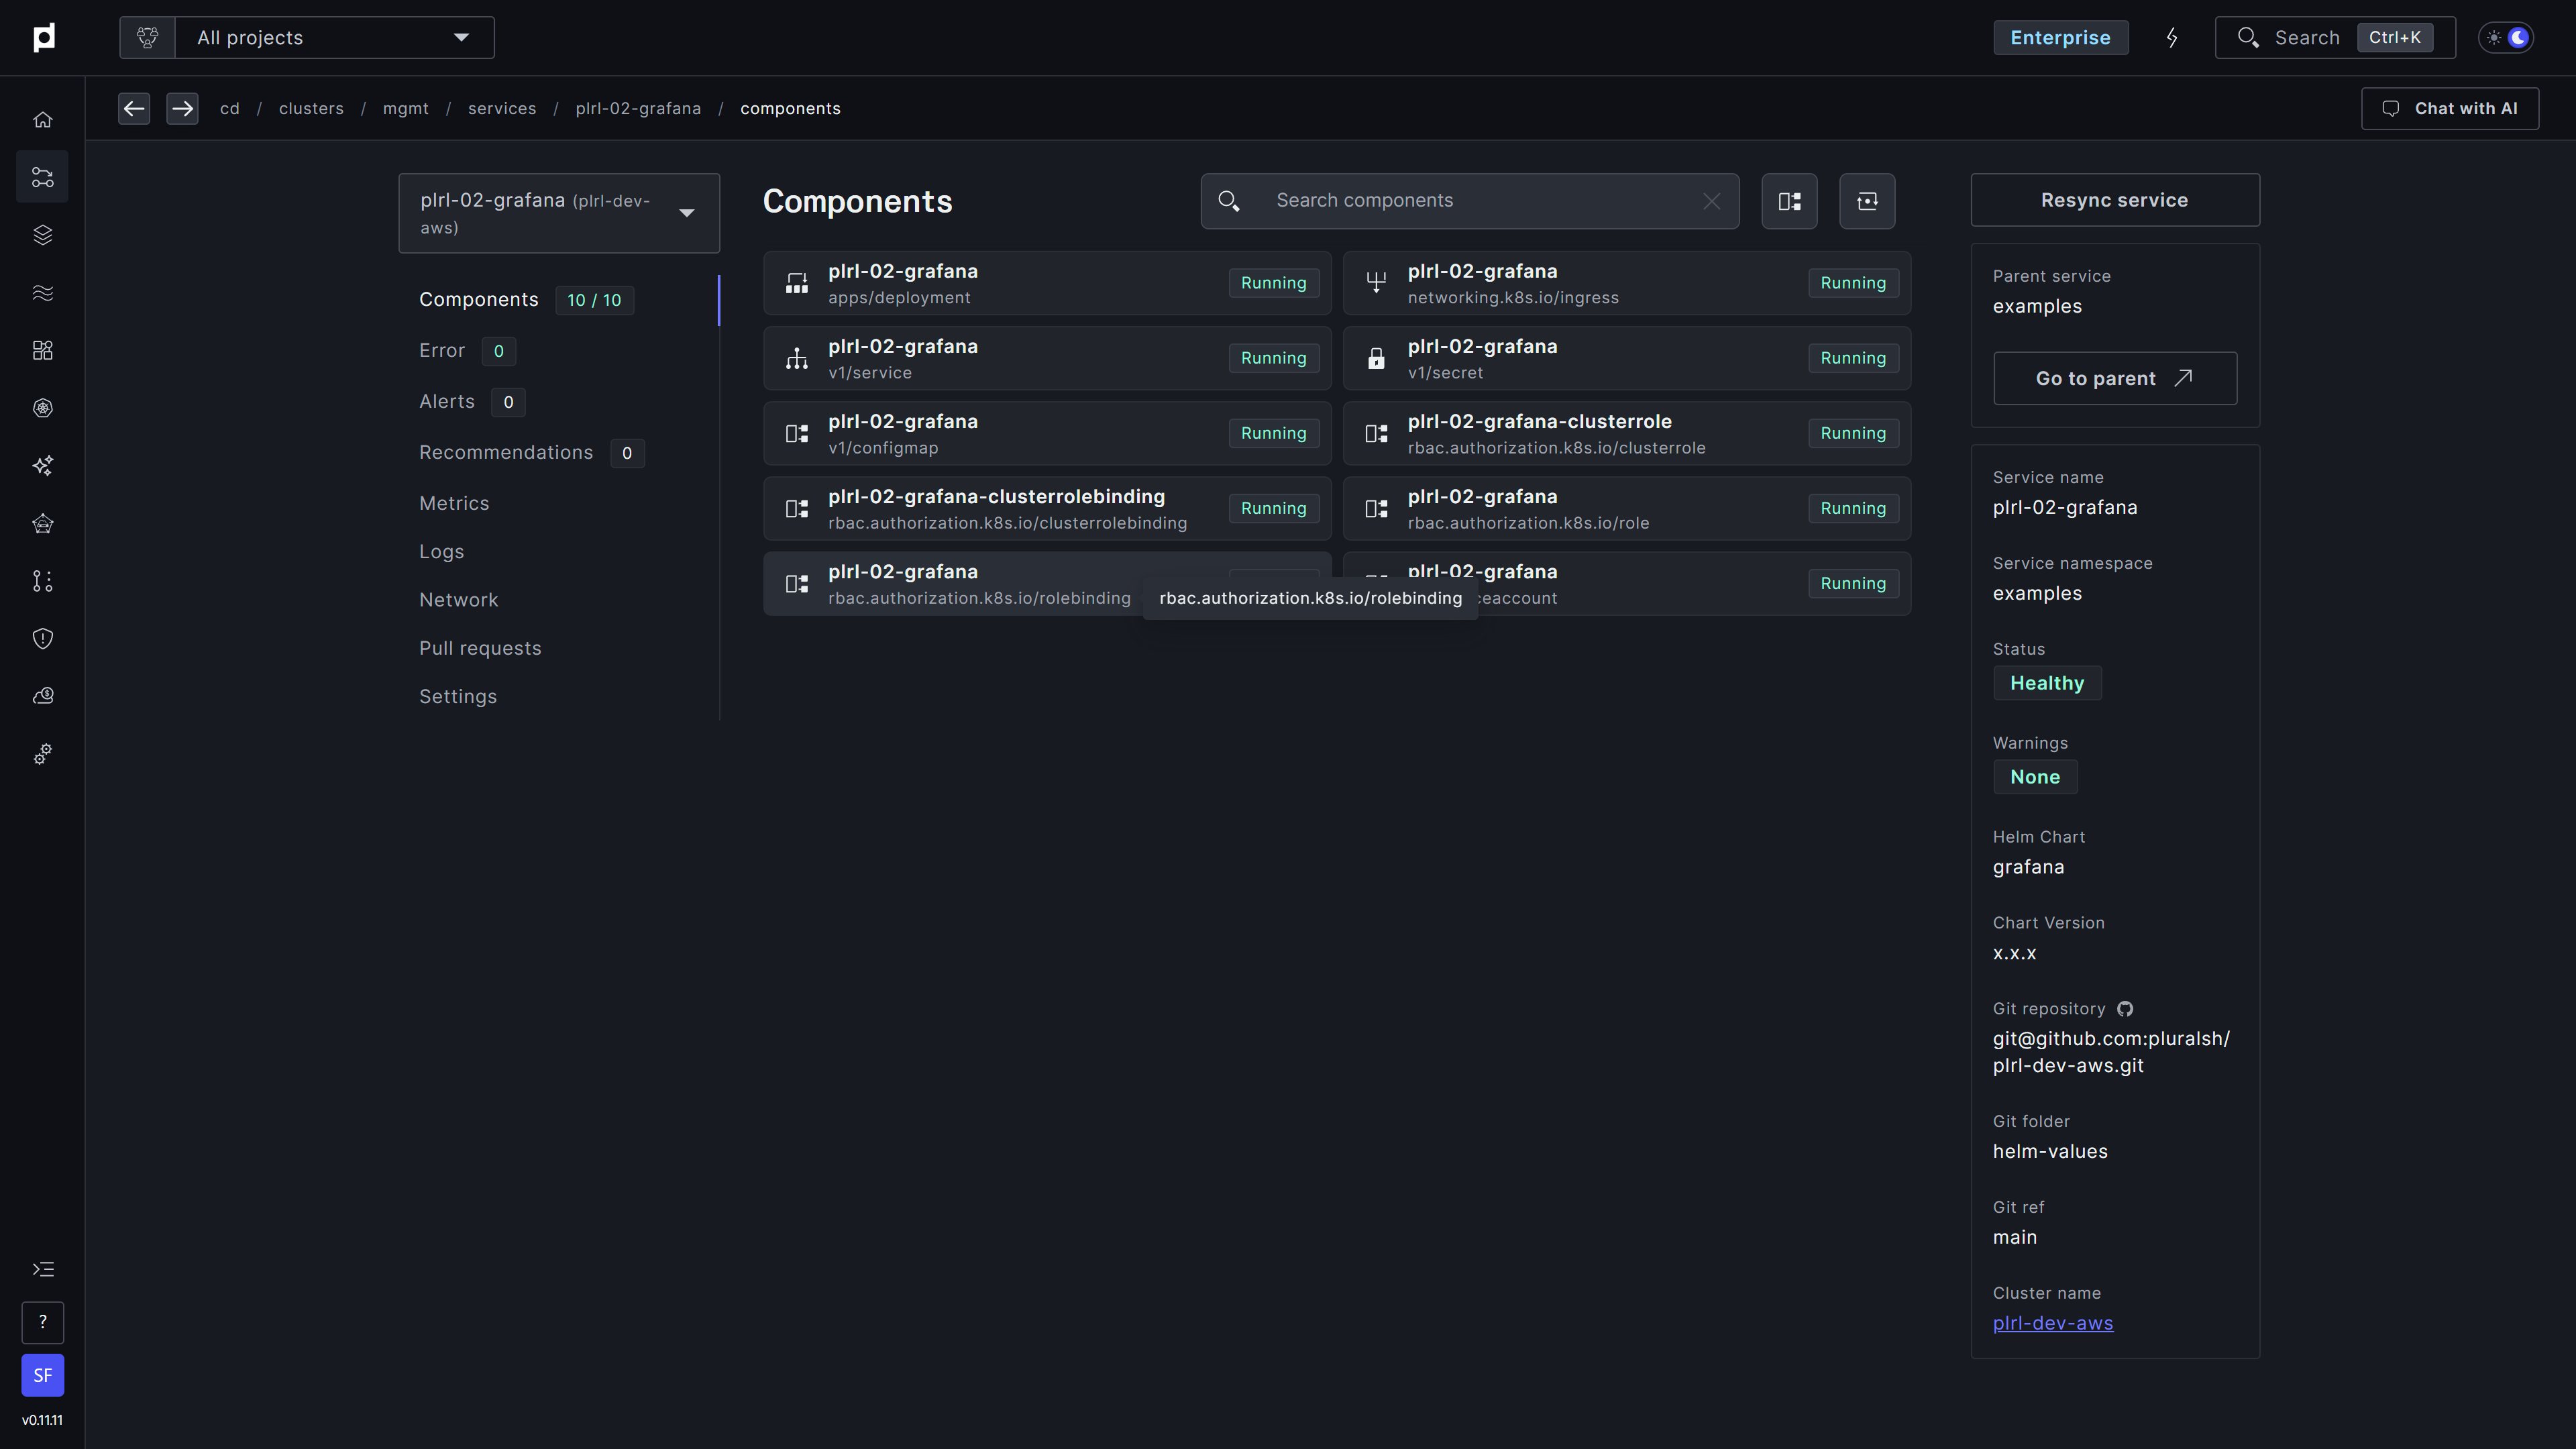 All projects
Enterprise
Search
Ctrl+K
cd / clusters / mgmt / services / plrl-02-grafana / components
Chat with AI
plrl-02-grafana (plrl-dev-
aws)
Components 10 / 10
Error 0
Alerts 0
Recommendations 0
Metrics
Logs
Network
Pull requests
Settings
Components
Search components
plrl-02-grafana
apps/deployment
Running
plrl-02-grafana
networking.k8s.io/ingress
Running
plrl-02-grafana
v1/service
Running
plrl-02-grafana
v1/secret
Running
plrl-02-grafana
v1/configmap
Running
plrl-02-grafana-clusterrole
rbac.authorization.k8s.io/clusterrole
Running
plrl-02-grafana-clusterrolebinding
rbac.authorization.k8s.io/clusterrolebinding
Running
plrl-02-grafana
rbac.authorization.k8s.io/role
Running
plrl-02-grafana
rbac.authorization.k8s.io/rolebinding
rbac.authorization.k8s.io/rolebinding
plrl-02-grafana
eaccount
Running
Resync service
Parent service
examples
Go to parent
Service name
plrl-02-grafana
Service namespace
examples
Status
Healthy
Warnings
None
Helm Chart
grafana
Chart Version
x.x.x
Git repository
git@github.com:pluralsh/
plrl-dev-aws.git
Git folder
helm-values
Git ref
main
Cluster name
plrl-dev-aws
?
SF
v0.11.11